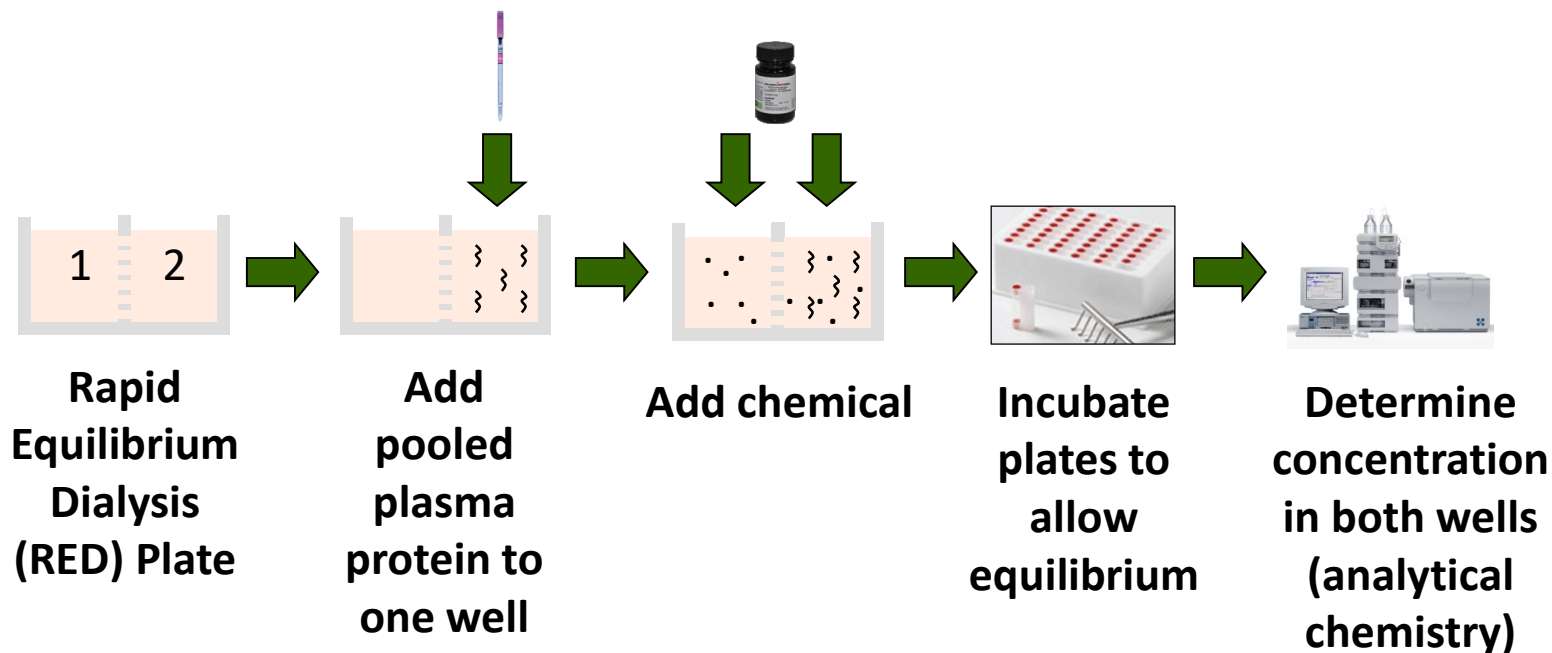 1
2
Rapid
Equilibrium
Dialysis
(RED) Plate
Add
pooled
plasma
protein to
one well
Add chemical
Incubate
plates to
allow
equilibrium
Determine
concentration
in both wells
(analytical
chemistry)